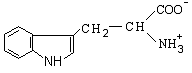 COO⁻
CH₂-CH
NH₃⁺
NH